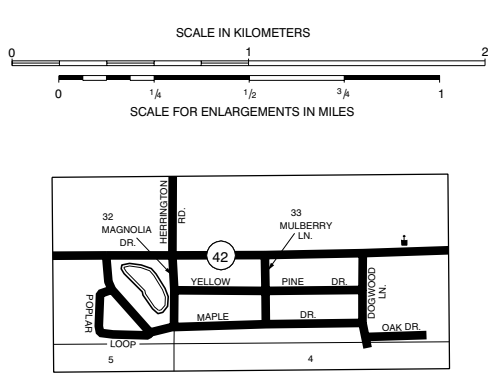 SCALE IN KILOMETERS
0 1 2
0 1/4 1/2 3/4 1
SCALE FOR ENLARGEMENTS IN MILES
HERRINGTON
RD.
32
MAGNOLIA
DR.
33
MULBERRY
LN.
42
YELLOW PINE DR.
DOGWOOD
LN.
POPLAR
MAPLE DR.
OAK DR.
LOOP
5 4